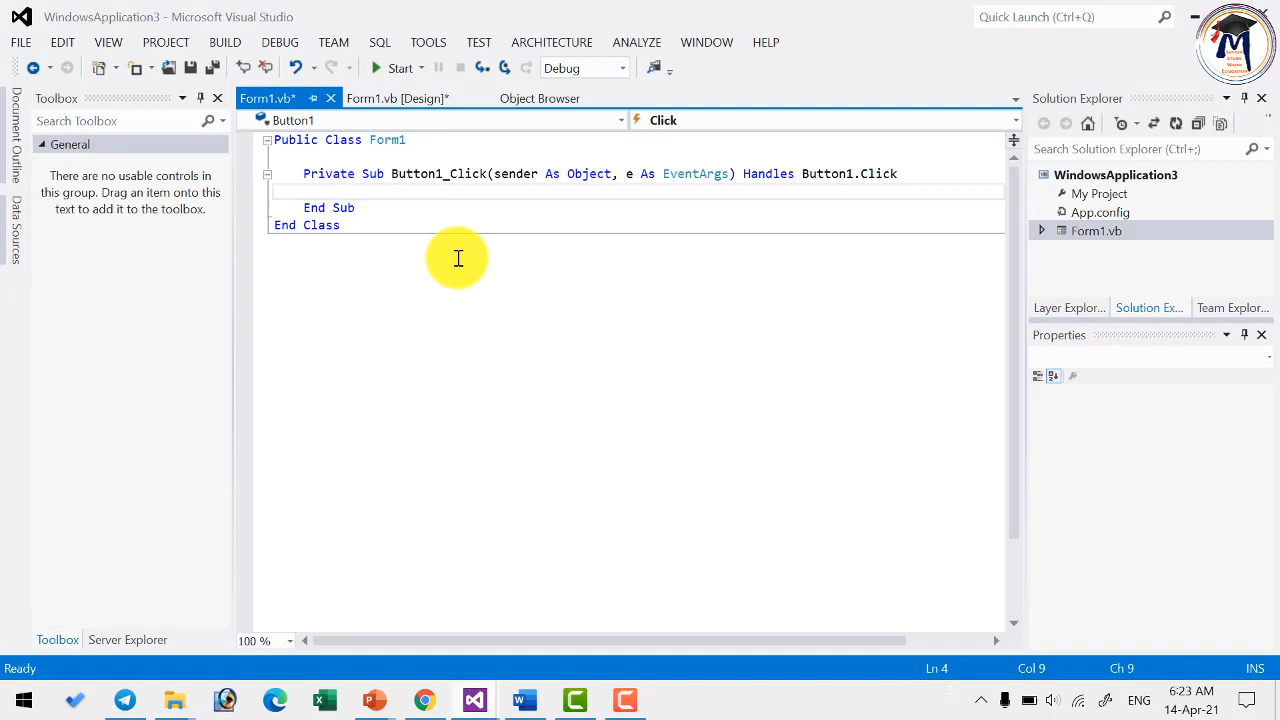 WindowsApplication3 - Microsoft Visual Studio
Quick Launch (Ctrl+Q)
FILE EDIT VIEW PROJECT BUILD DEBUG TEAM SQL TOOLS TEST ARCHITECTURE ANALYZE WINDOW HELP
Start Debug
Document Outline
Data Sources
Toolbox
Search Toolbox
General
There are no usable controls in
this group. Drag an item onto this
text to add it to the toolbox.
Toolbox Server Explorer
Form1.vb* Form1.vb [Design]* Object Browser
Button1 Click
Public Class Form1
Private Sub Button1_Click(sender As Object, e As EventArgs) Handles Button1.Click
End Sub
End Class
100 %
Solution Explorer
Search Solution Explorer (Ctrl+;)
WindowsApplication3
My Project
App.config
Form1.vb
Layer Explor... Solution Ex... Team Explor...
Properties
Ready Ln 4 Col 9 Ch 9 INS
ENG
6:23 AM
14-Apr-21